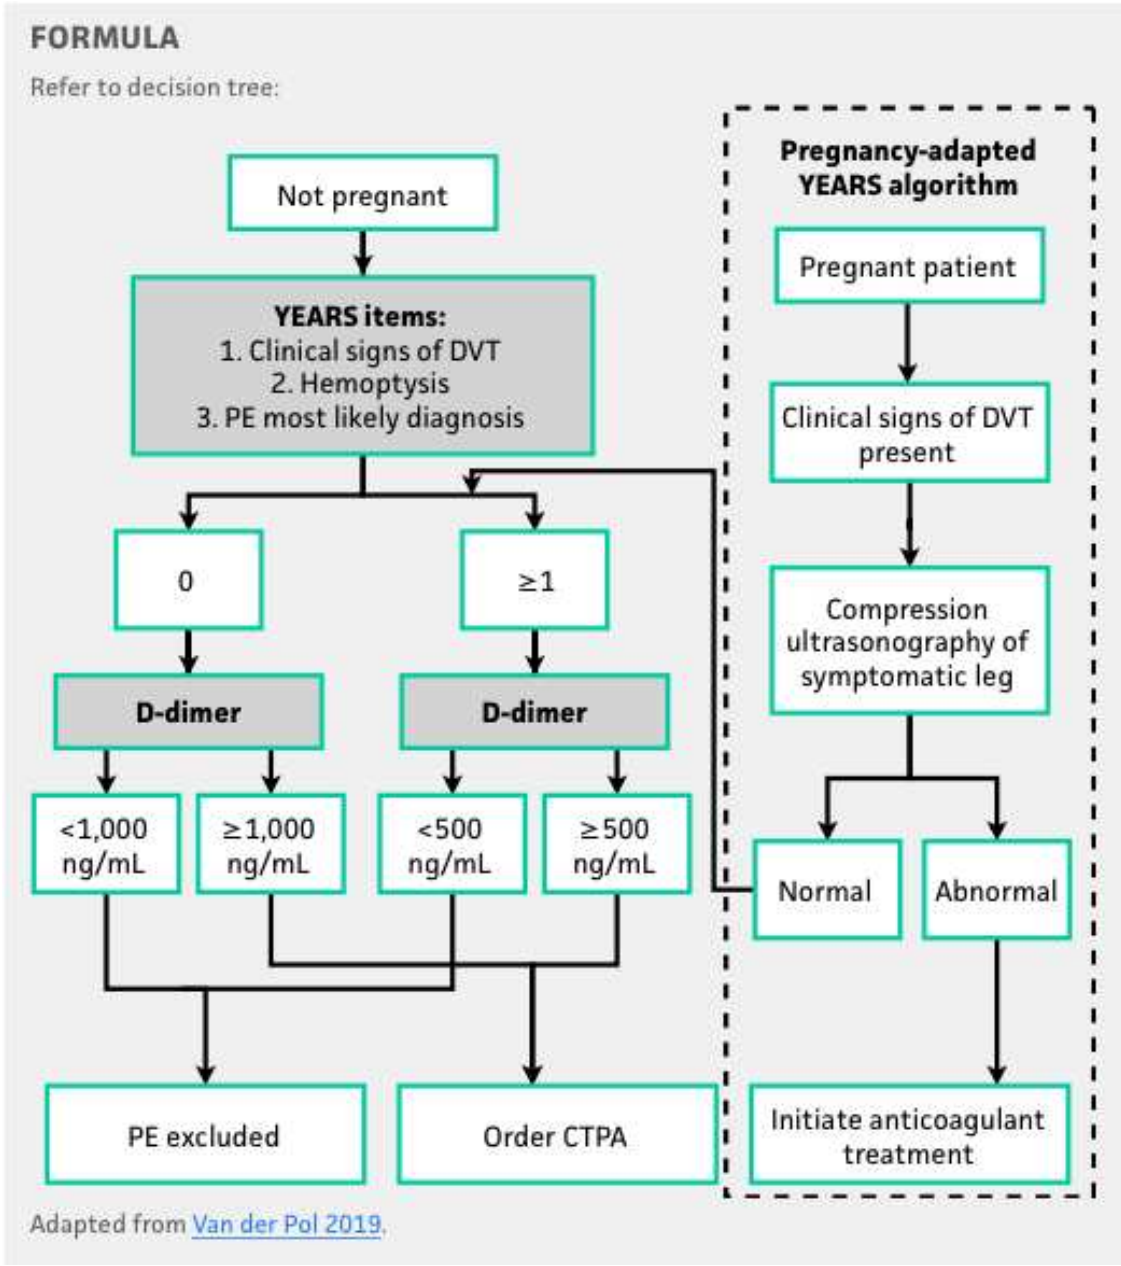 FORMULA
Refer to decision tree:
Not pregnant
YEARS items:
1. Clinical signs of DVT
2. Hemoptysis
3. PE most likely diagnosis
0
≥1
D-dimer
D-dimer
<1,000
ng/mL
≥1,000
ng/mL
<500
ng/mL
≥500
ng/mL
PE excluded
Order CTPA
Pregnancy-adapted
YEARS algorithm
Pregnant patient
Clinical signs of DVT
present
Compression
ultrasonography of
symptomatic leg
Normal
Abnormal
Initiate anticoagulant
treatment
Adapted from Van der Pol 2019.